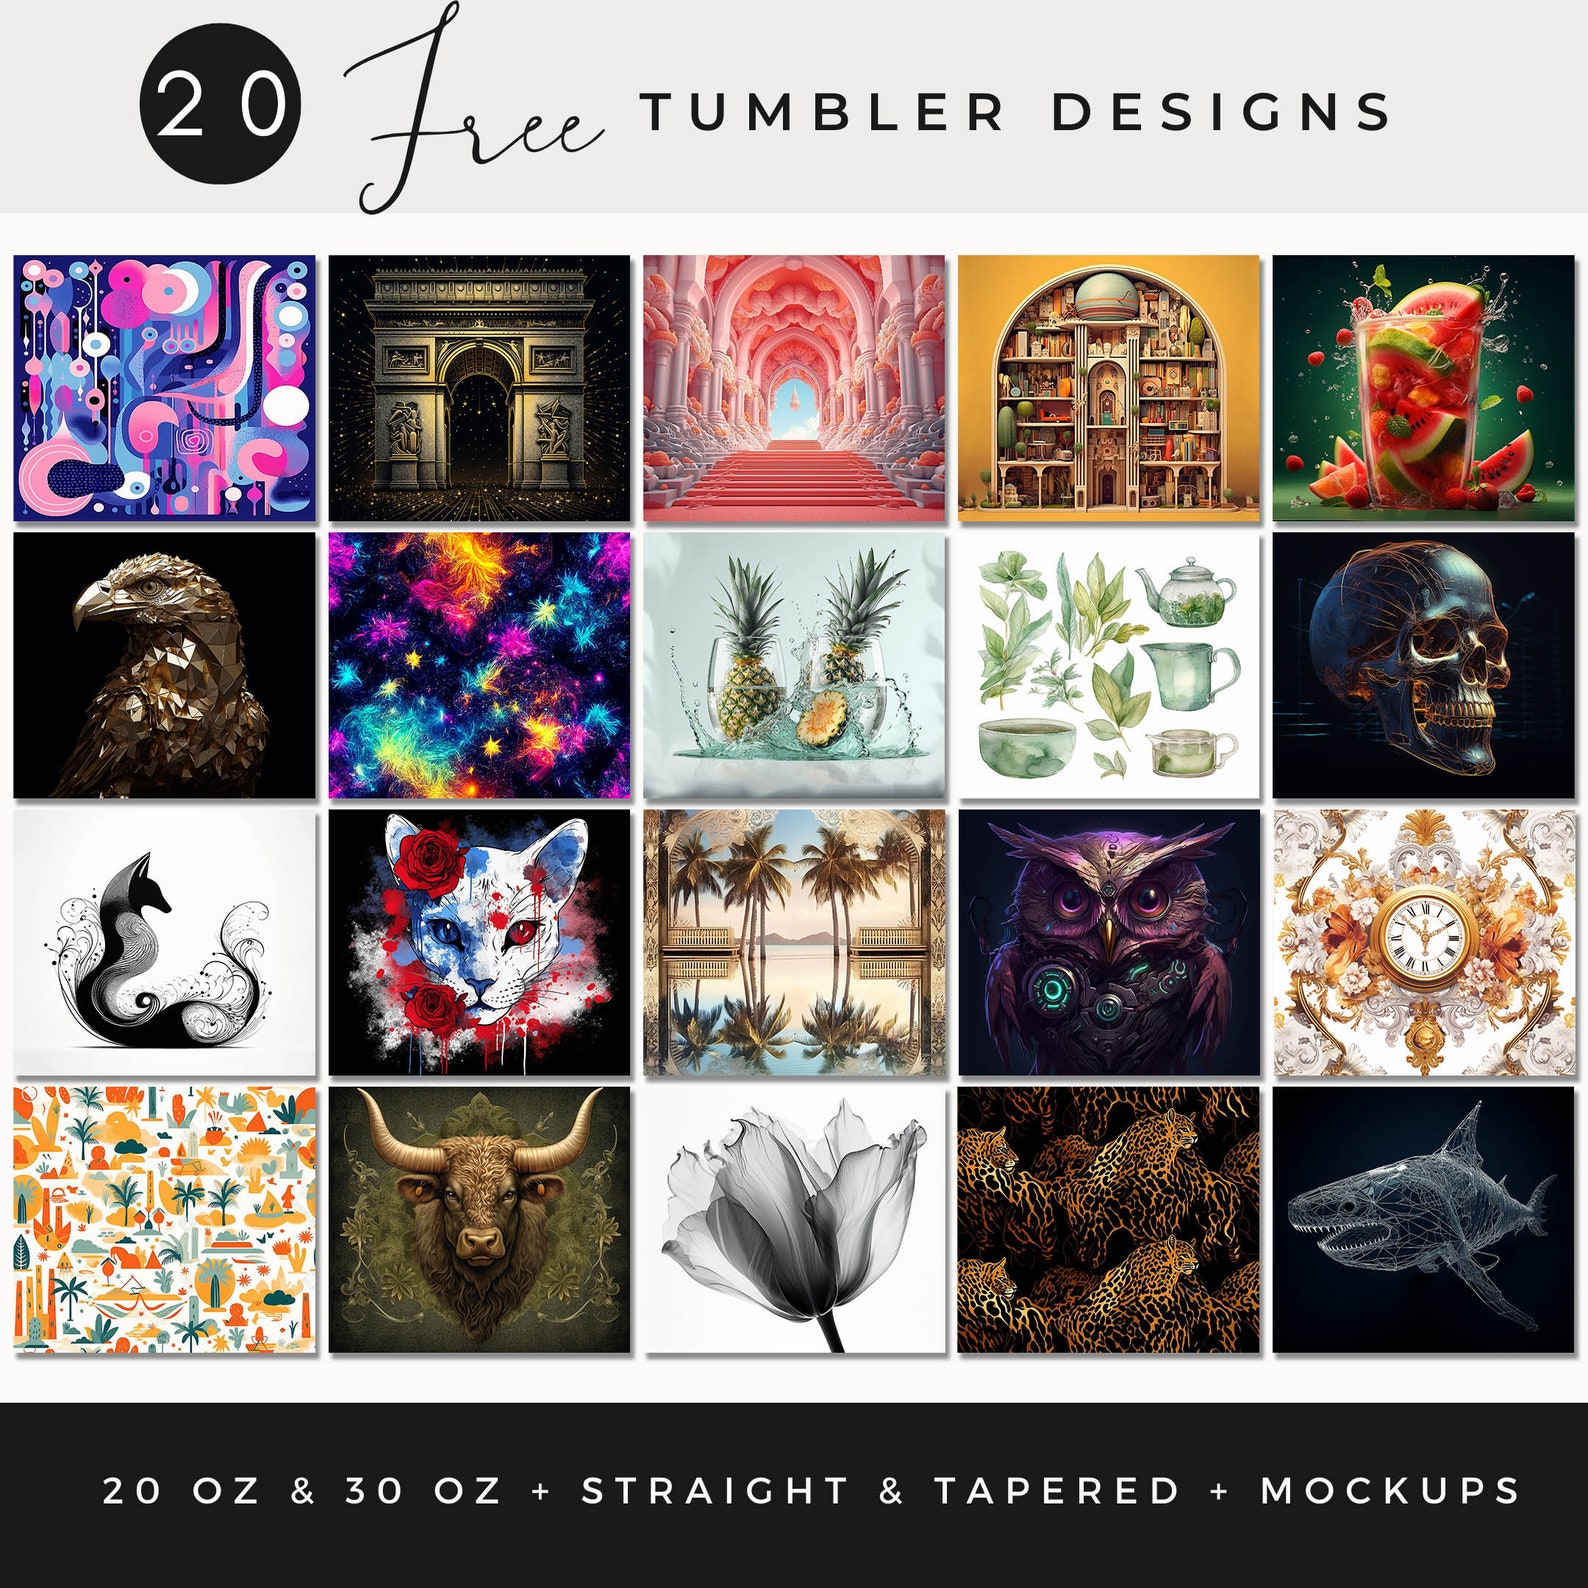 20 Free TUMBLER DESIGNS
20 OZ & 30 OZ + STRAIGHT & TAPERED + MOCKUPS